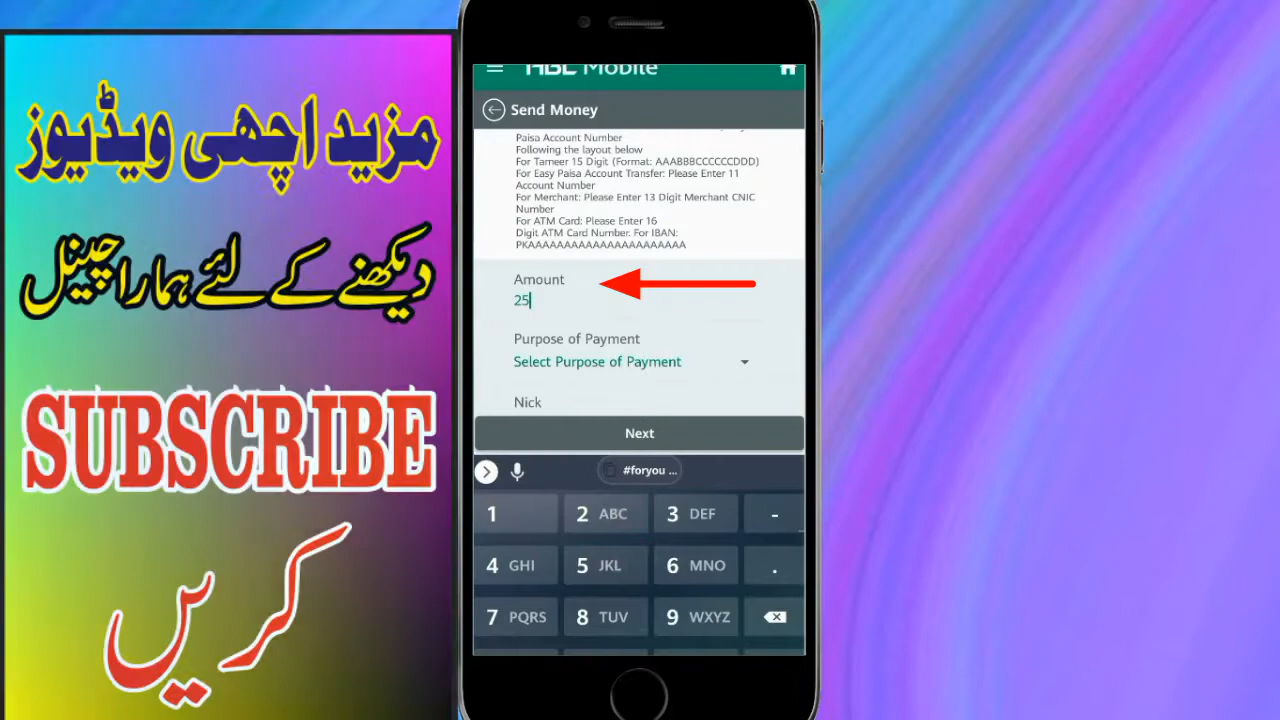 مزید اچھی ویڈیوز
دیکھنے کے لئے ہمارا چینل
SUBSCRIBE
کریں
HBL Mobile
Send Money
Paisa Account Number
Following the layout below
For Tameer 15 Digit (Format: AAABBBCCCCCCDDD)
For Easy Paisa Account Transfer: Please Enter 11
Account Number
For Merchant: Please Enter 13 Digit Merchant CNIC
Number
For ATM Card: Please Enter 16
Digit ATM Card Number. For IBAN:
PKAAAAAAAAAAAAAAAAAAAAAA
Amount
25
Purpose of Payment
Select Purpose of Payment
Nick
Next
#foryou ...
1 2 ABC 3 DEF -
4 GHI 5 JKL 6 MNO .
7 PQRS 8 TUV 9 WXYZ